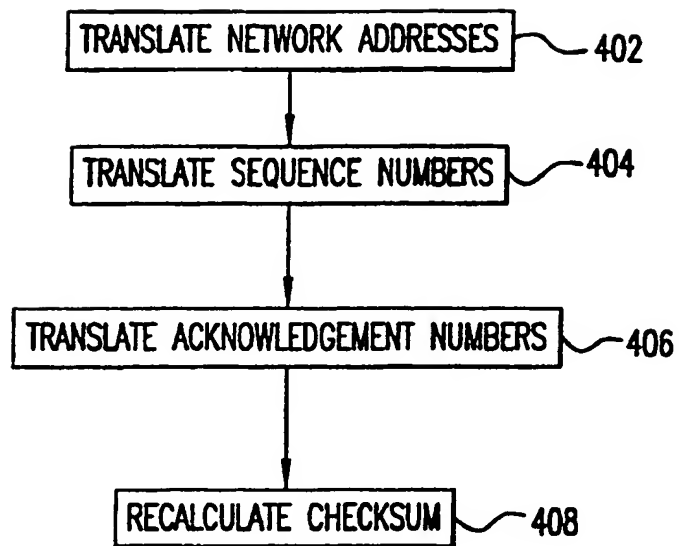 TRANSLATE NETWORK ADDRESSES 402
TRANSLATE SEQUENCE NUMBERS 404
TRANSLATE ACKNOWLEDGEMENT NUMBERS 406
RECALCULATE CHECKSUM 408